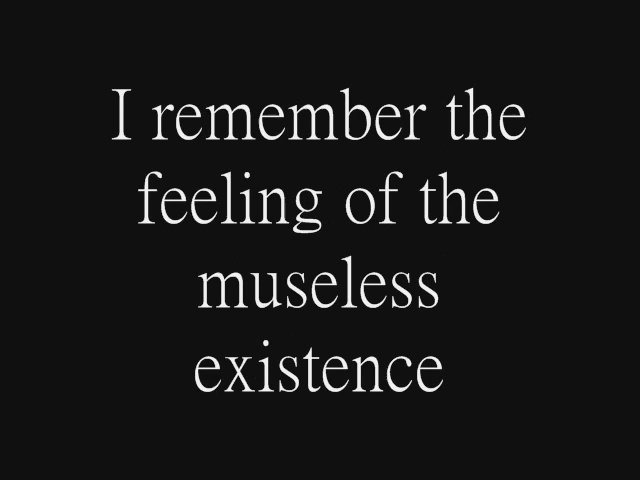 I remember the
feeling of the
museless
existence